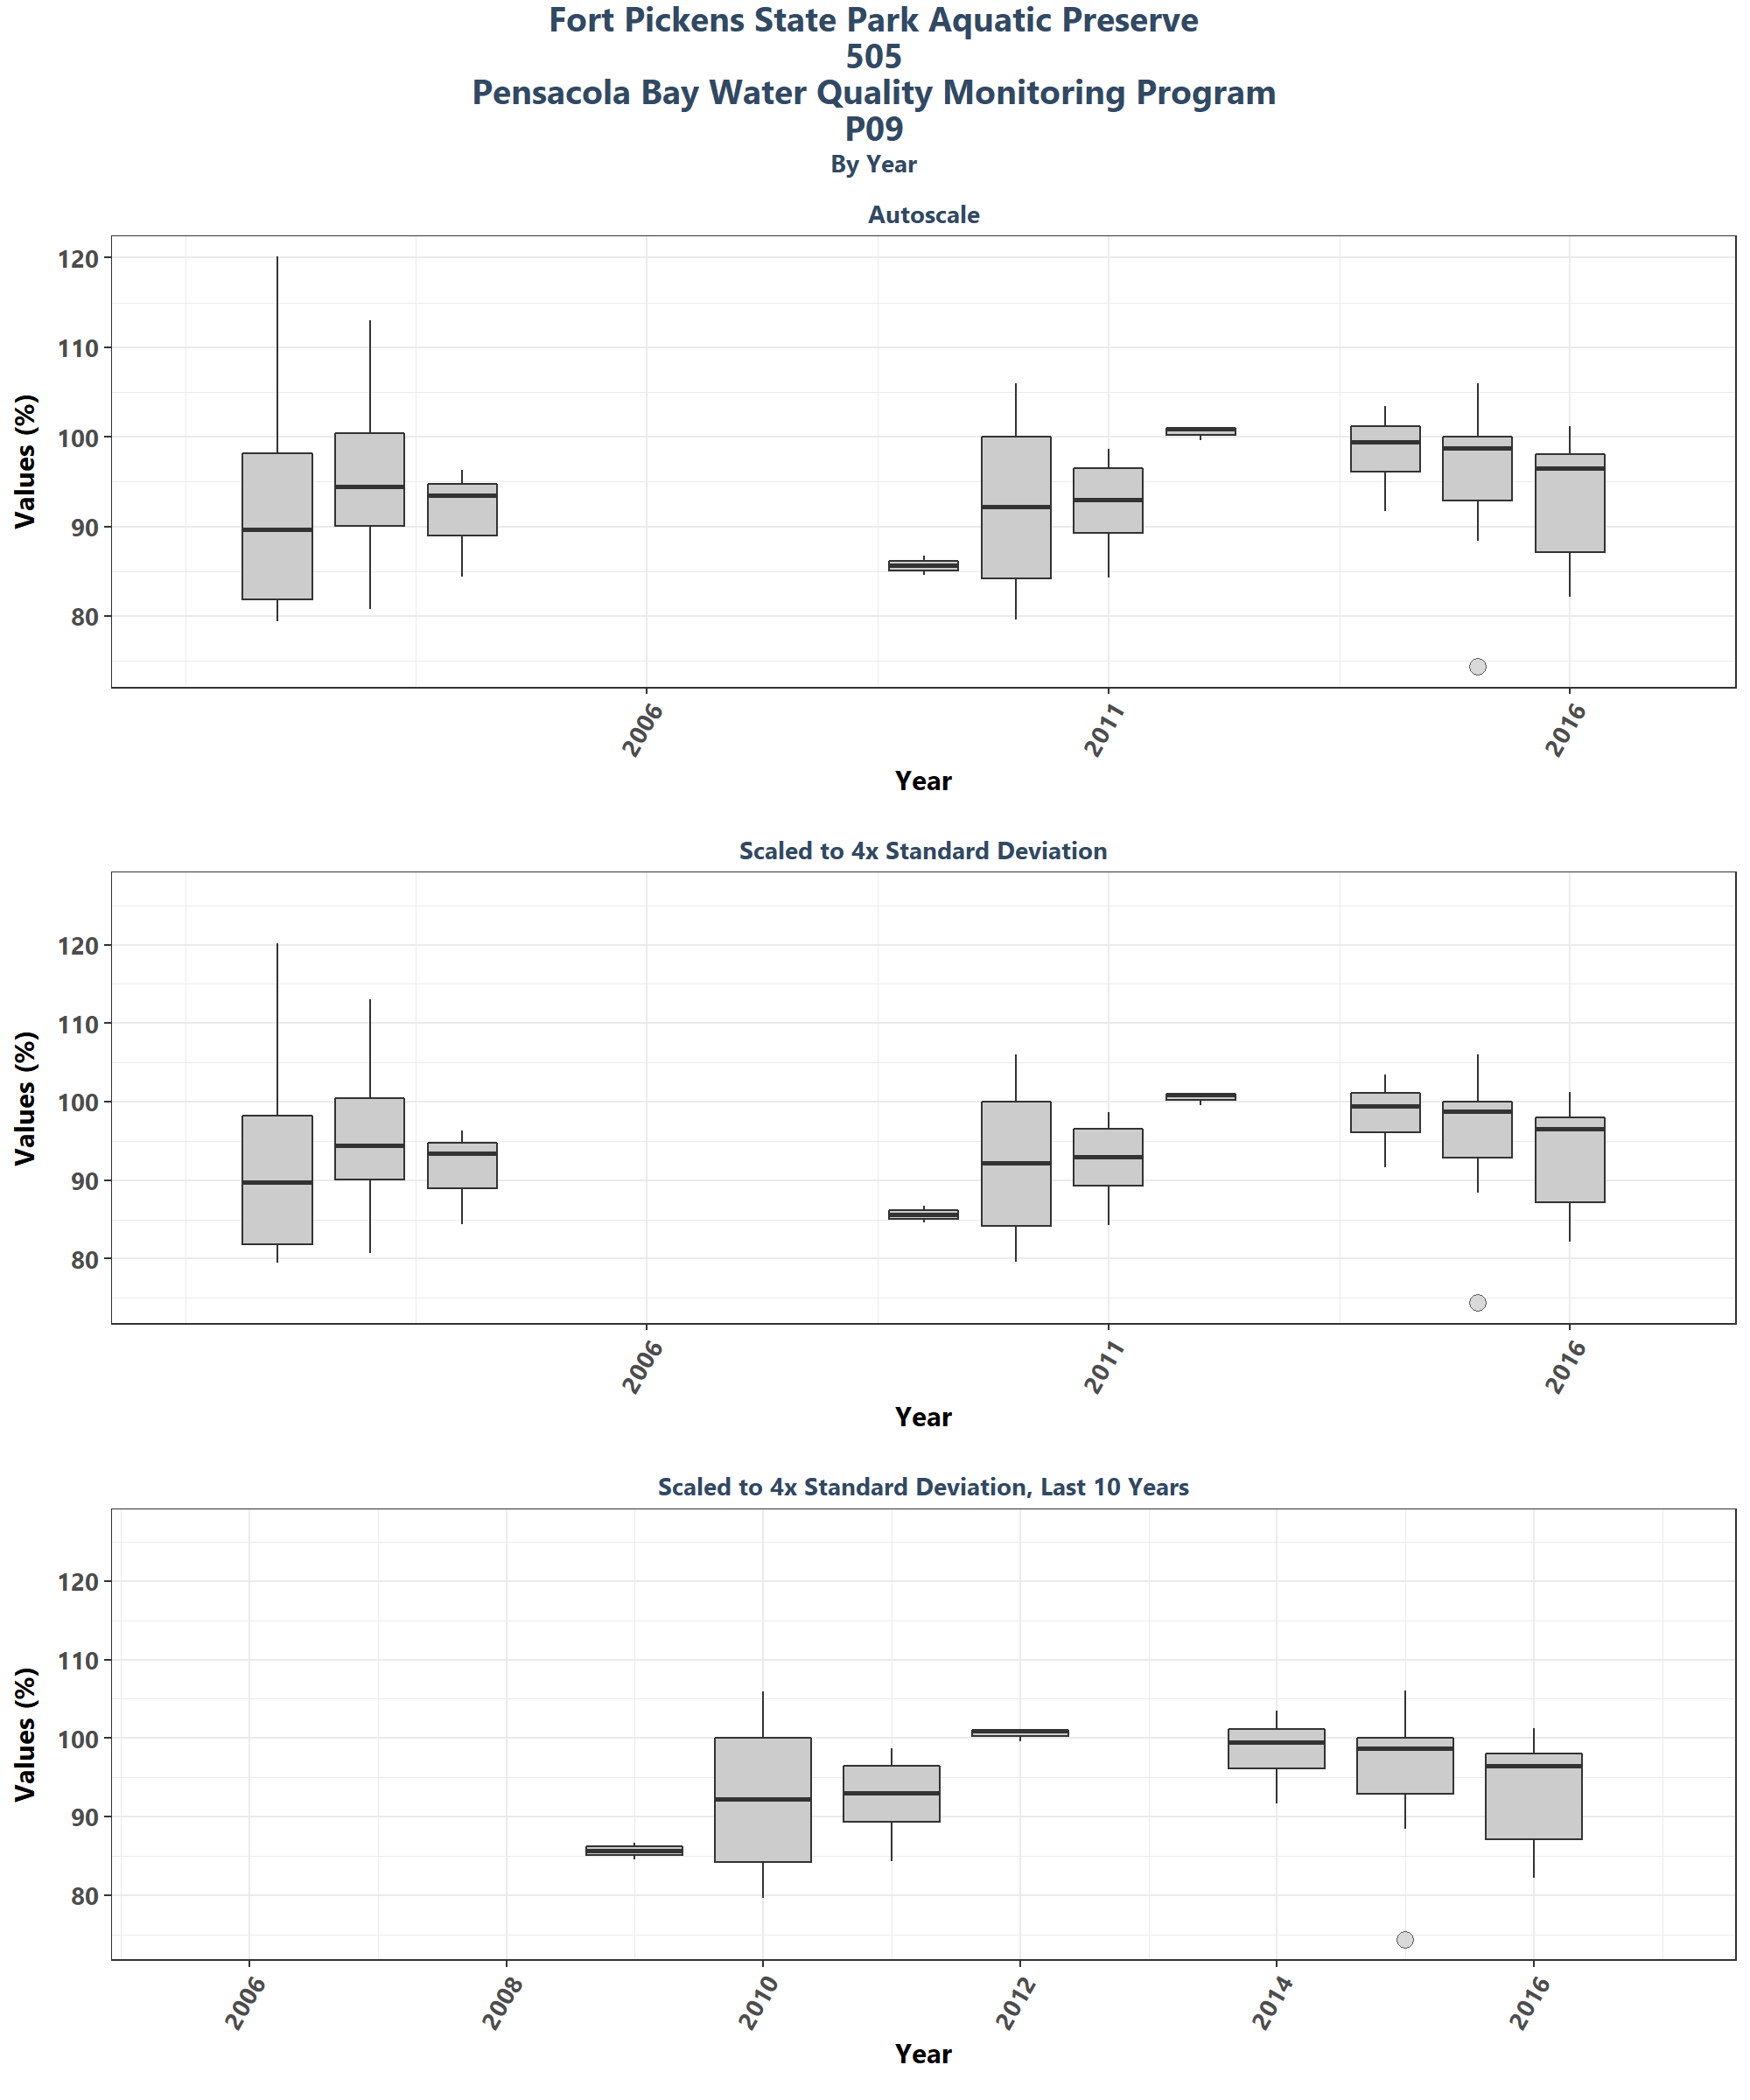 Fort Pickens State Park Aquatic Preserve
505
Pensacola Bay Water Quality Monitoring Program
P09
By Year
Autoscale
Values (%)
120
110
100
90
80
2006
2011
2016
Year
Scaled to 4x Standard Deviation
Values (%)
120
110
100
90
80
2006
2011
2016
Year
Scaled to 4x Standard Deviation, Last 10 Years
Values (%)
120
110
100
90
80
2006
2008
2010
2012
2014
2016
Year